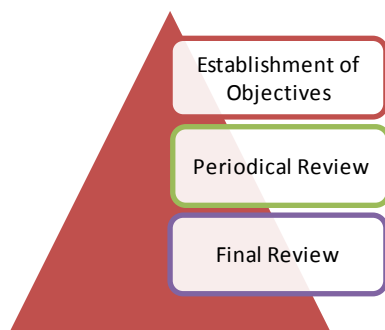 Establishment of
Objectives
Periodical Review
Final Review